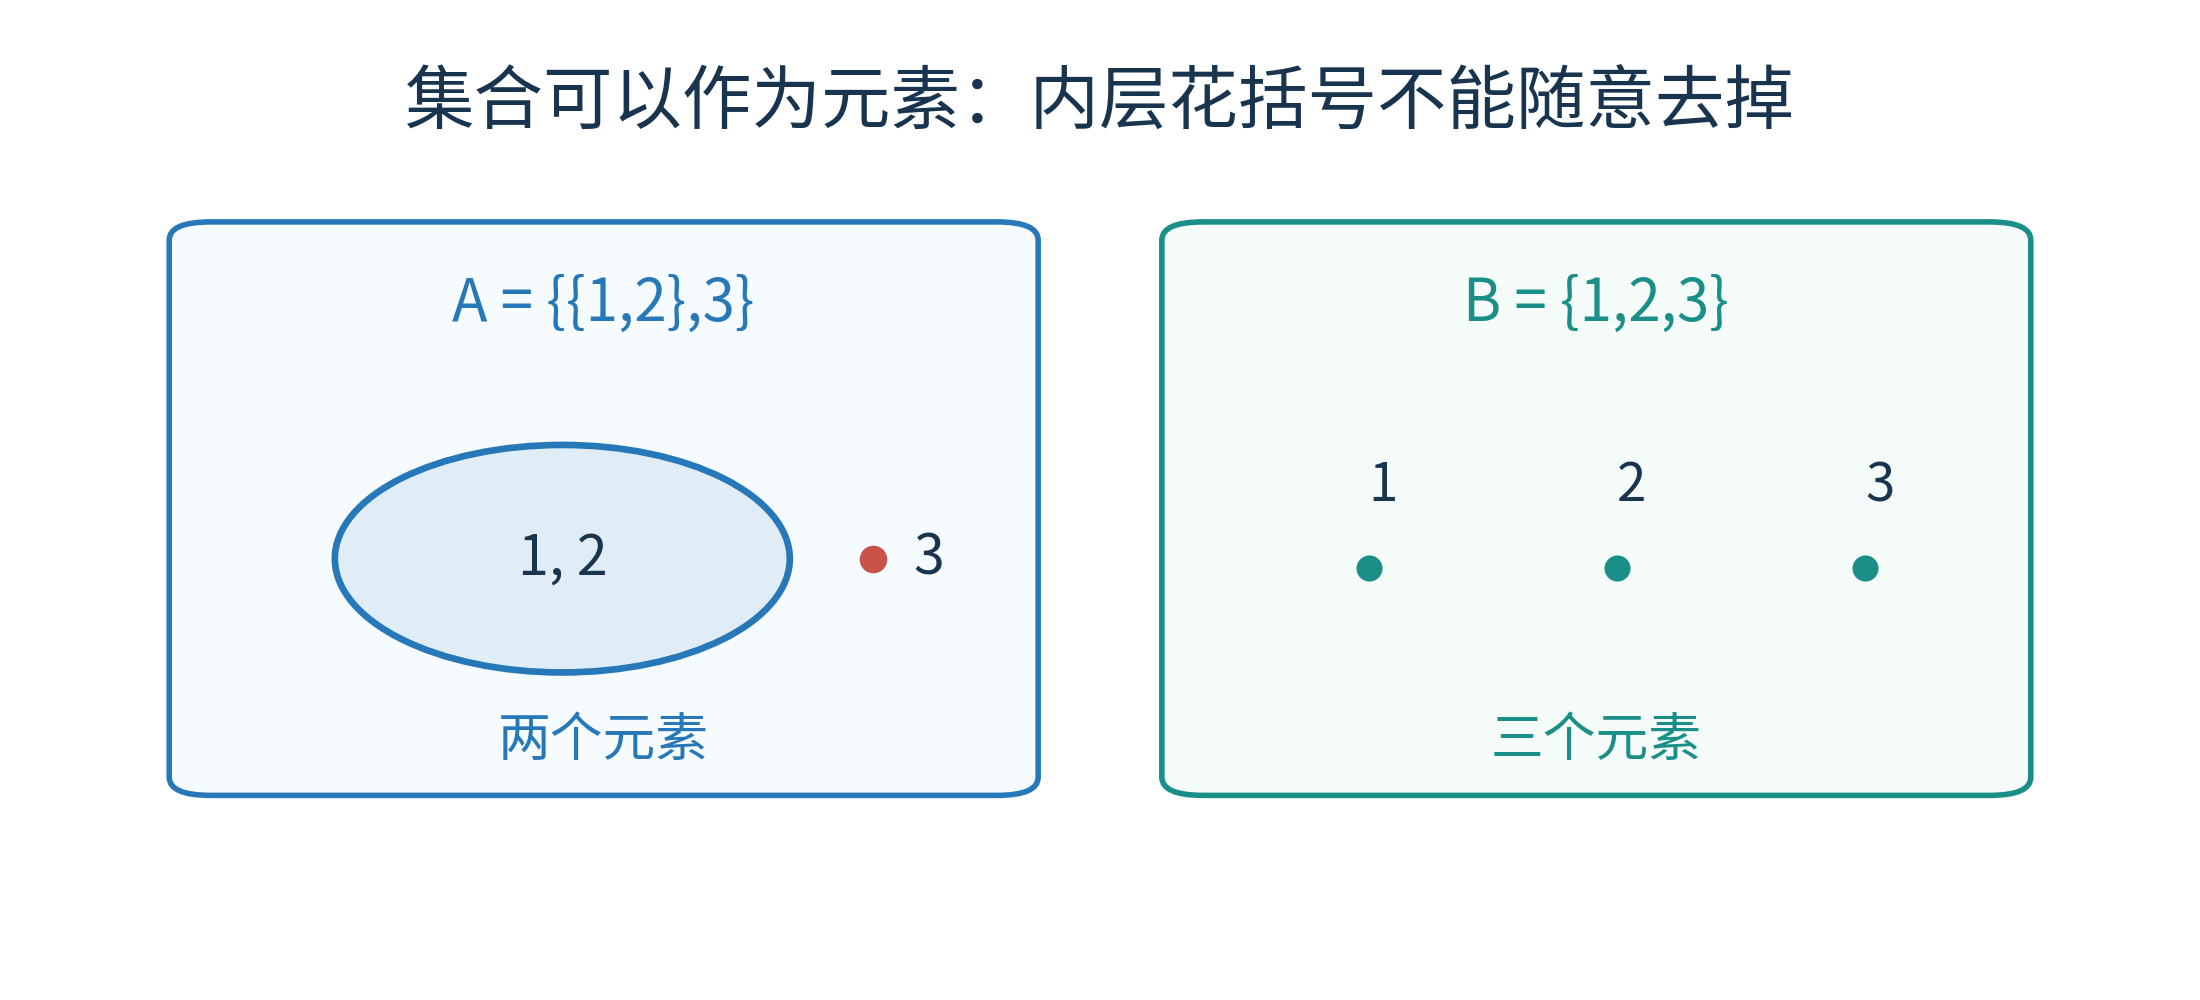 集合可以作为元素：内层花括号不能随意去掉
A = {{1,2},3}
1, 2
3
两个元素
B = {1,2,3}
1 2 3
三个元素